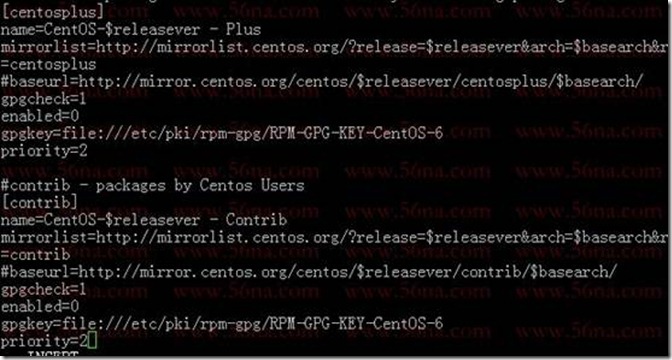 [centosplus]
name=CentOS-$releasever - Plus
mirrorlist=http://mirrorlist.centos.org/?release=$releasever&arch=$basearch&r
=centosplus
#baseurl=http://mirror.centos.org/centos/$releasever/centosplus/$basearch/
gpgcheck=1
enabled=0
gpgkey=file:///etc/pki/rpm-gpg/RPM-GPG-KEY-CentOS-6
priority=2
#contrib - packages by Centos Users
[contrib]
name=CentOS-$releasever - Contrib
mirrorlist=http://mirrorlist.centos.org/?release=$releasever&arch=$basearch&r
=contrib
#baseurl=http://mirror.centos.org/centos/$releasever/contrib/$basearch/
gpgcheck=1
enabled=0
gpgkey=file:///etc/pki/rpm-gpg/RPM-GPG-KEY-CentOS-6
priority=2
-- INSERT --
www.56na.com